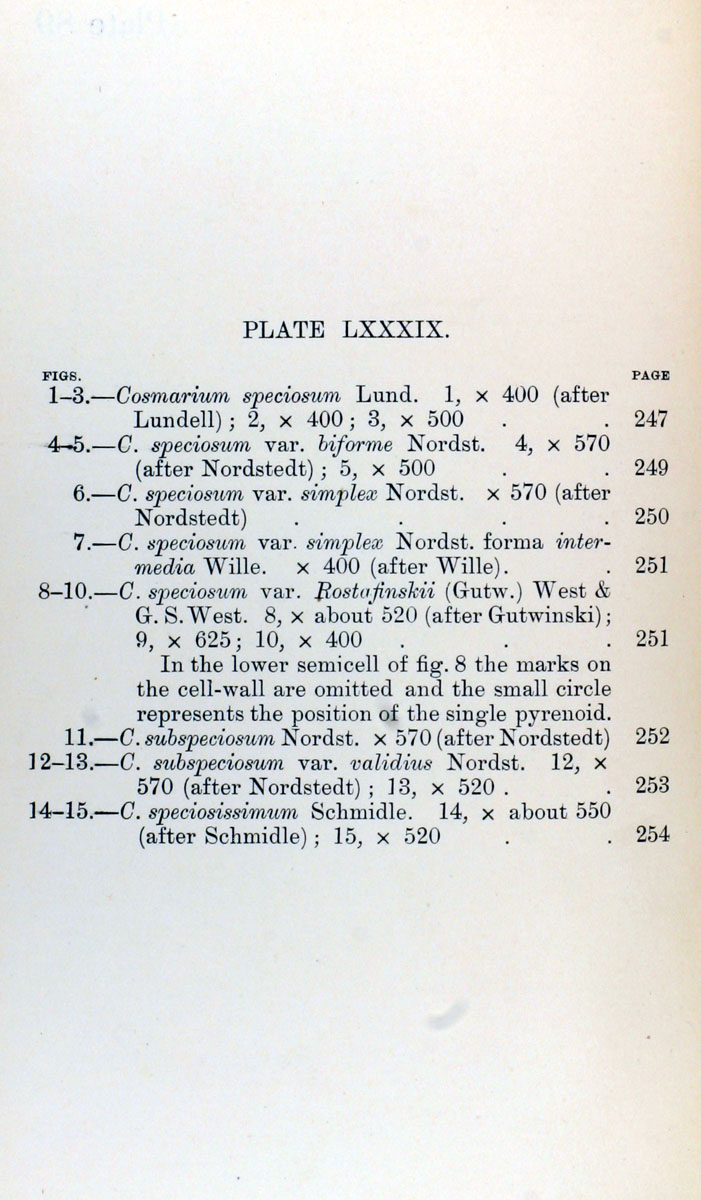 PLATE LXXXIX.
FIGS. PAGE
1–3.—Cosmarium speciosum Lund. 1, × 400 (after
Lundell) ; 2, × 400 ; 3, × 500 . . 247
4–5.—C. speciosum var. biforme Nordst. 4, × 570
(after Nordstedt) ; 5, × 500 . . 249
6.—C. speciosum var. simplex Nordst. × 570 (after
Nordstedt) . . . . 250
7.—C. speciosum var. simplex Nordst. forma inter-
media Wille. × 400 (after Wille). . 251
8–10.—C. speciosum var. Rostafinskii (Gutw.) West &
G. S. West. 8, × about 520 (after Gutwinski) ;
9, × 625 ; 10, × 400 . . . 251
In the lower semicell of fig. 8 the marks on
the cell-wall are omitted and the small circle
represents the position of the single pyrenoid.
11.—C. subspeciosum Nordst. × 570 (after Nordstedt) 252
12–13.—C. subspeciosum var. validius Nordst. 12, ×
570 (after Nordstedt) ; 13, × 520 . . 253
14–15.—C. speciosissimum Schmidle. 14, × about 550
(after Schmidle) ; 15, × 520 . . 254